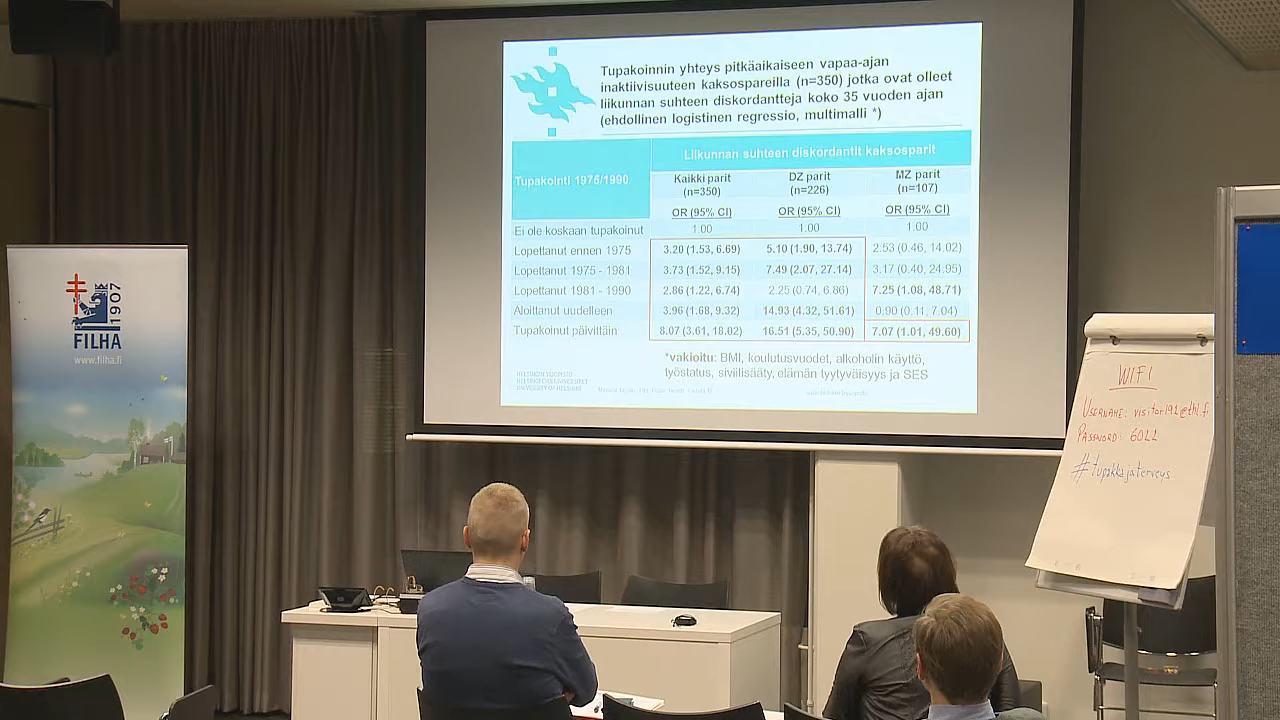 Tupakoinnin yhteys pitkäaikaiseen vapaa-ajan
inaktiivisuuteen kaksospareilla (n=350) jotka ovat olleet
liikunnan suhteen diskordantteja koko 35 vuoden ajan
(ehdollinen logistinen regressio, multimalli *)
Tupakointi 1975/1990
Liikunnan suhteen diskordantit kaksosparit
Kaikki parit (n=350) DZ parit (n=226) MZ parit (n=107)
OR (95% CI) OR (95% CI) OR (95% CI)
Ei ole koskaan tupakoinut 1.00 1.00 1.00
Lopettanut ennen 1975 3.20 (1.53, 6.69) 5.10 (1.90, 13.74) 2.53 (0.46, 14.02)
Lopettanut 1975 - 1981 3.73 (1.52, 9.15) 7.49 (2.07, 27.14) 3.17 (0.40, 24.95)
Lopettanut 1981 - 1990 2.86 (1.22, 6.74) 2.25 (0.74, 6.86) 7.25 (1.08, 48.71)
Aloittanut uudelleen 3.96 (1.68, 9.32) 14.93 (4.32, 51.61) 0.90 (0.11, 7.04)
Tupakonut päivittäin 8.07 (3.61, 18.02) 16.51 (5.35, 50.90) 7.07 (1.01, 49.60)
*vakioitu: BMI, koulutusvuodet, alkoholin käyttö,
työstatus, siviilisääty, elämän tyytyväisyys ja SES
HELSINGIN YLIOPISTO
HELSINGFORS UNIVERSITET
UNIVERSITY OF HELSINKI
1907
FILHA
www.filha.fi
WIFI
USERNAME: visitor191@thl.fi
PASSWORD: 6022
#tupakkajaterveys